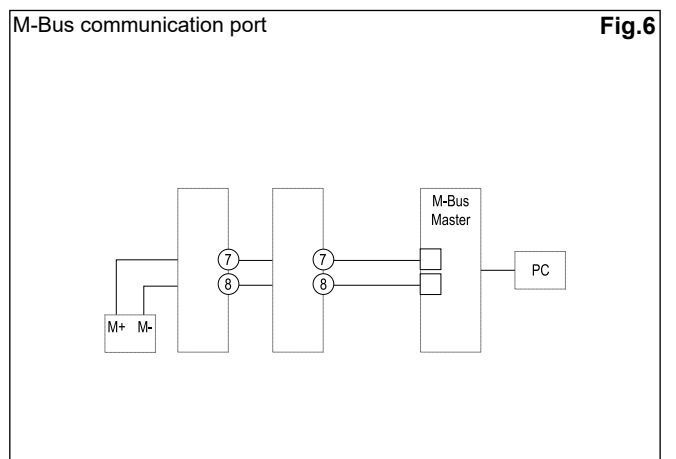 M-Bus communication port
Fig.6
M-Bus
Master
7
7
PC
8
8
M+ M-